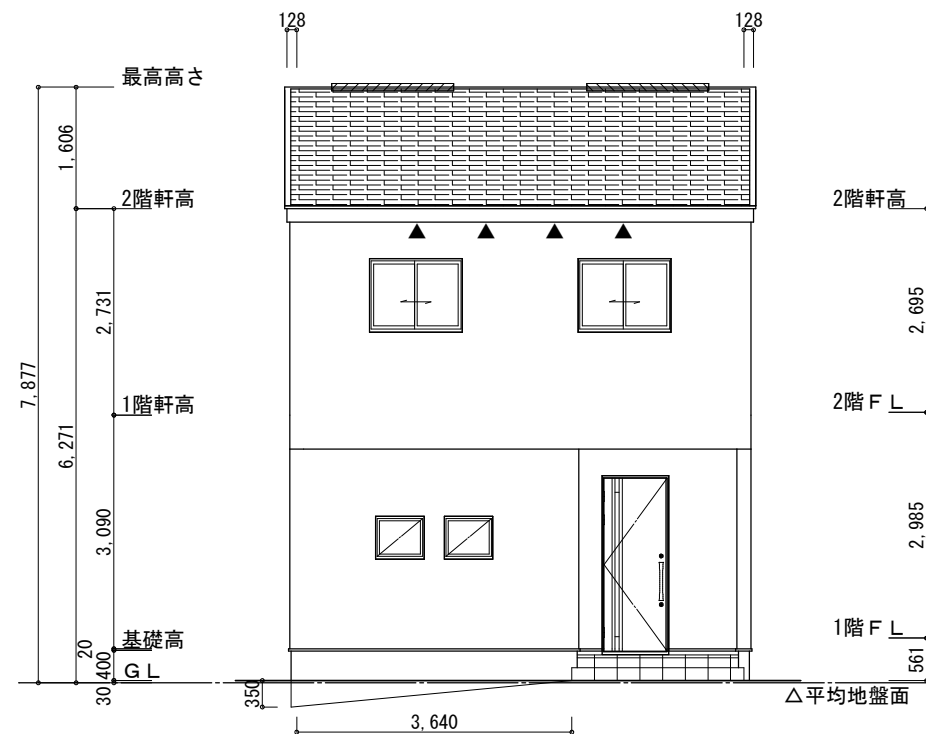 128
128
最高高さ
1,606
2階軒高
2階軒高
2,731
2,695
7,877
6,271
1階軒高
2階ＦＬ
3,090
2,985
基礎高
1階ＦＬ
20
400
561
ＧＬ
30
350
△平均地盤面
3,640